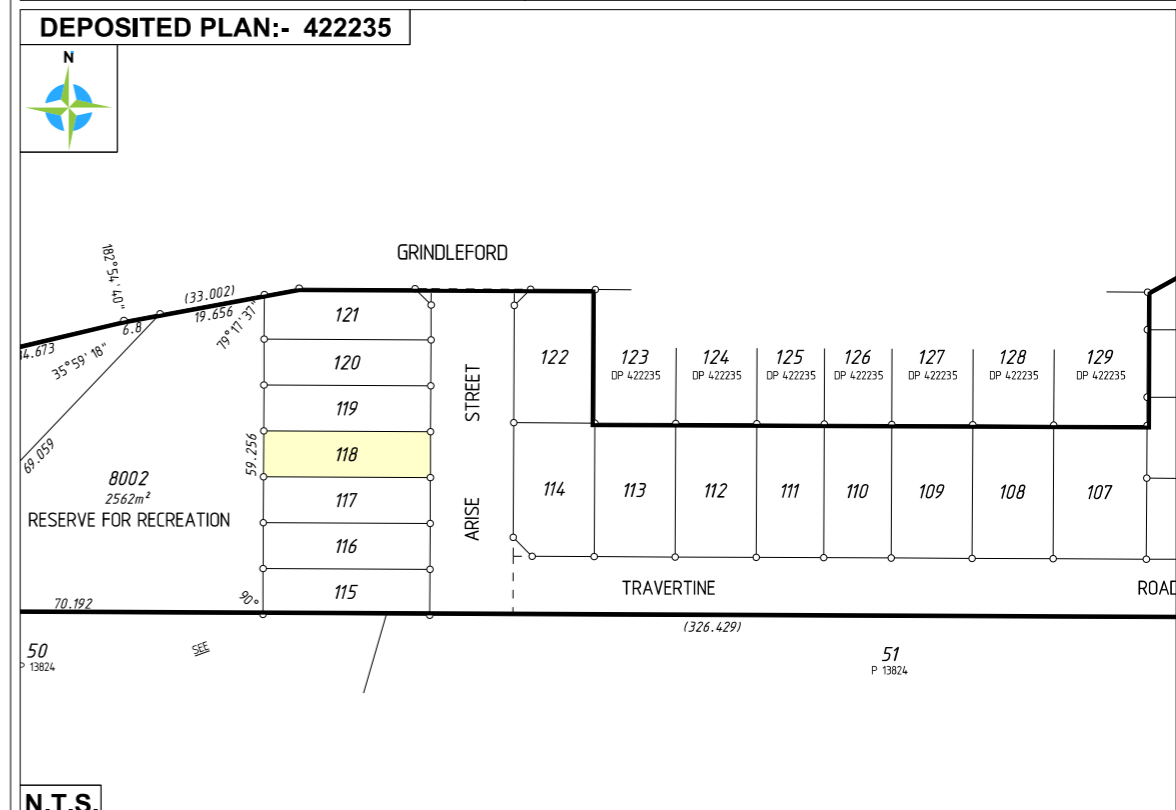 DEPOSITED PLAN:- 422235
N
GRINDLEFORD
182°54'40"
(33.002)
19.656
6.8
79°17'37"
35°59'18"
69.059
59.256
8002
2562m²
RESERVE FOR RECREATION
121
120
119
118
117
116
115
90°
70.192
STREET
ARISE
122
123
DP 422235
124
DP 422235
125
DP 422235
126
DP 422235
127
DP 422235
128
DP 422235
129
DP 422235
114
113
112
111
110
109
108
107
TRAVERTINE
ROAD
(326.429)
50
P 13824
SEE
51
P 13824
N.T.S.